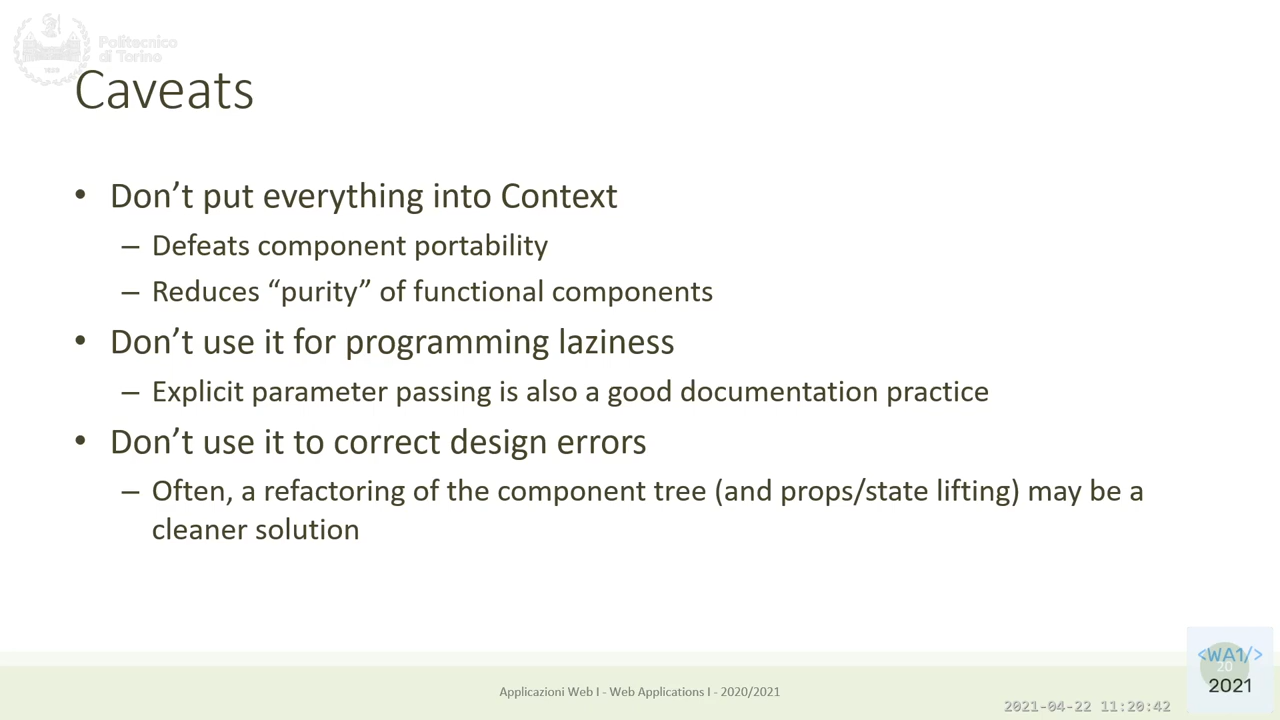 Politecnico
di Torino
Caveats
• Don’t put everything into Context
– Defeats component portability
– Reduces “purity” of functional components
• Don’t use it for programming laziness
– Explicit parameter passing is also a good documentation practice
• Don’t use it to correct design errors
– Often, a refactoring of the component tree (and props/state lifting) may be a
cleaner solution
<WA1/>
20
2021
Applicazioni Web I - Web Applications I - 2020/2021
2021-04-22 11:20:42